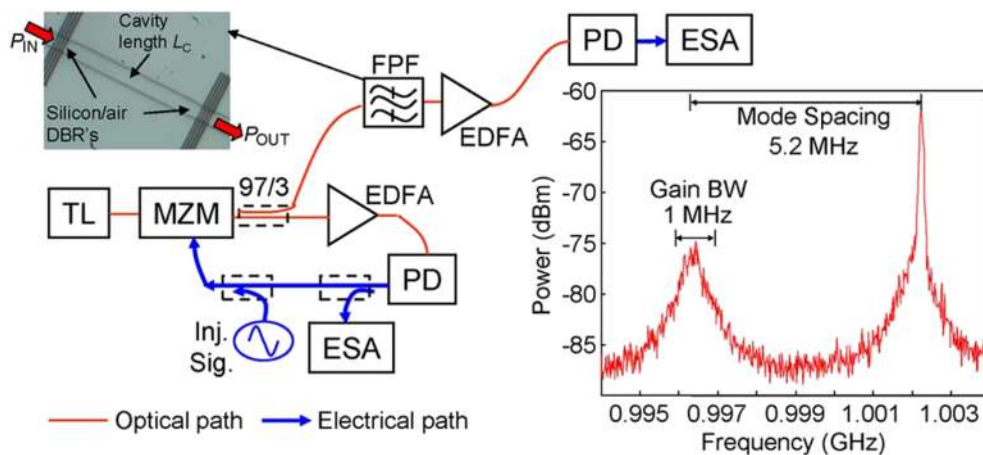 P_IN
Cavity
length L_C
Silicon/air
DBR's
P_OUT
FPF
EDFA
PD
ESA
97/3
TL
MZM
EDFA
PD
Inj.
Sig.
ESA
Optical path
Electrical path
-60
-65
-70
-75
-80
-85
Power (dBm)
Mode Spacing
5.2 MHz
Gain BW
1 MHz
0.995
0.997
0.999
1.001
1.003
Frequency (GHz)